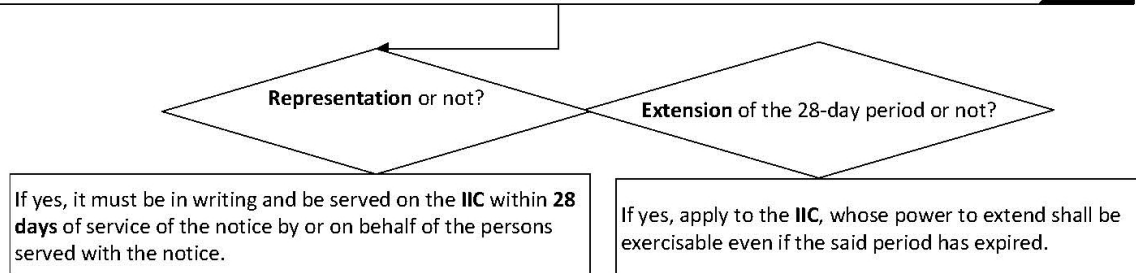 Representation or not?
Extension of the 28-day period or not?
If yes, it must be in writing and be served on the IIC within 28
days of service of the notice by or on behalf of the persons
served with the notice.
If yes, apply to the IIC, whose power to extend shall be
exercisable even if the said period has expired.